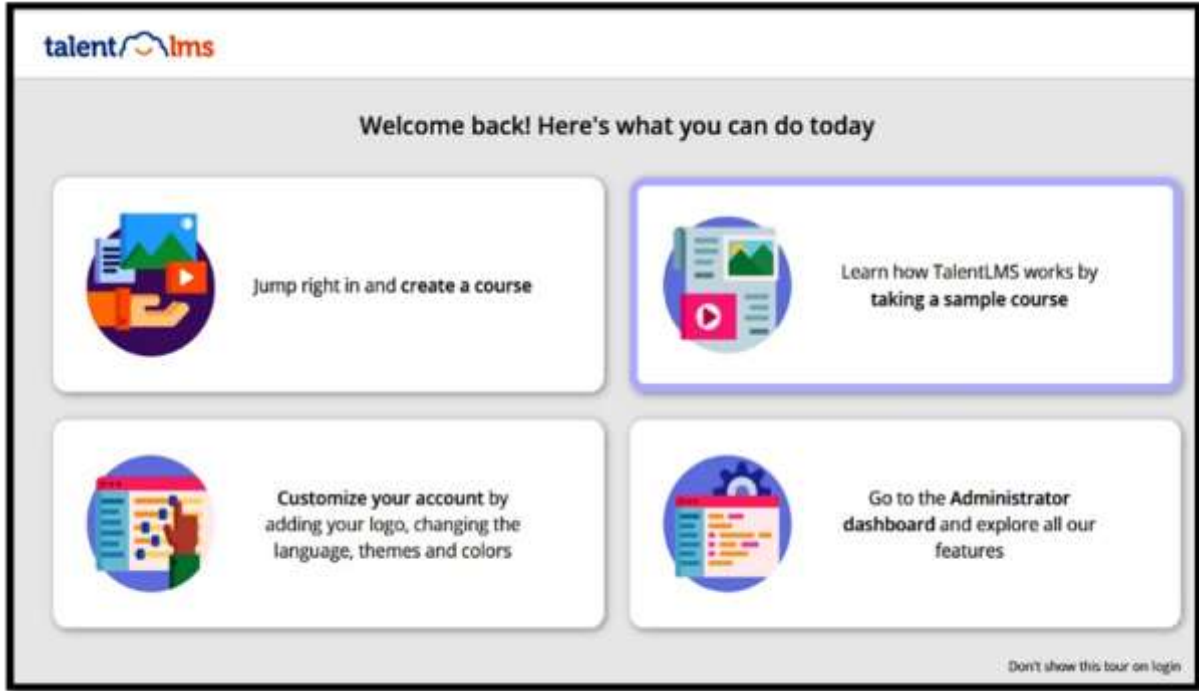 talentlms
Welcome back! Here's what you can do today
Jump right in and create a course
Learn how TalentLMS works by
taking a sample course
Customize your account by
adding your logo, changing the
language, themes and colors
Go to the Administrator
dashboard and explore all our
features
Don't show this tour on login